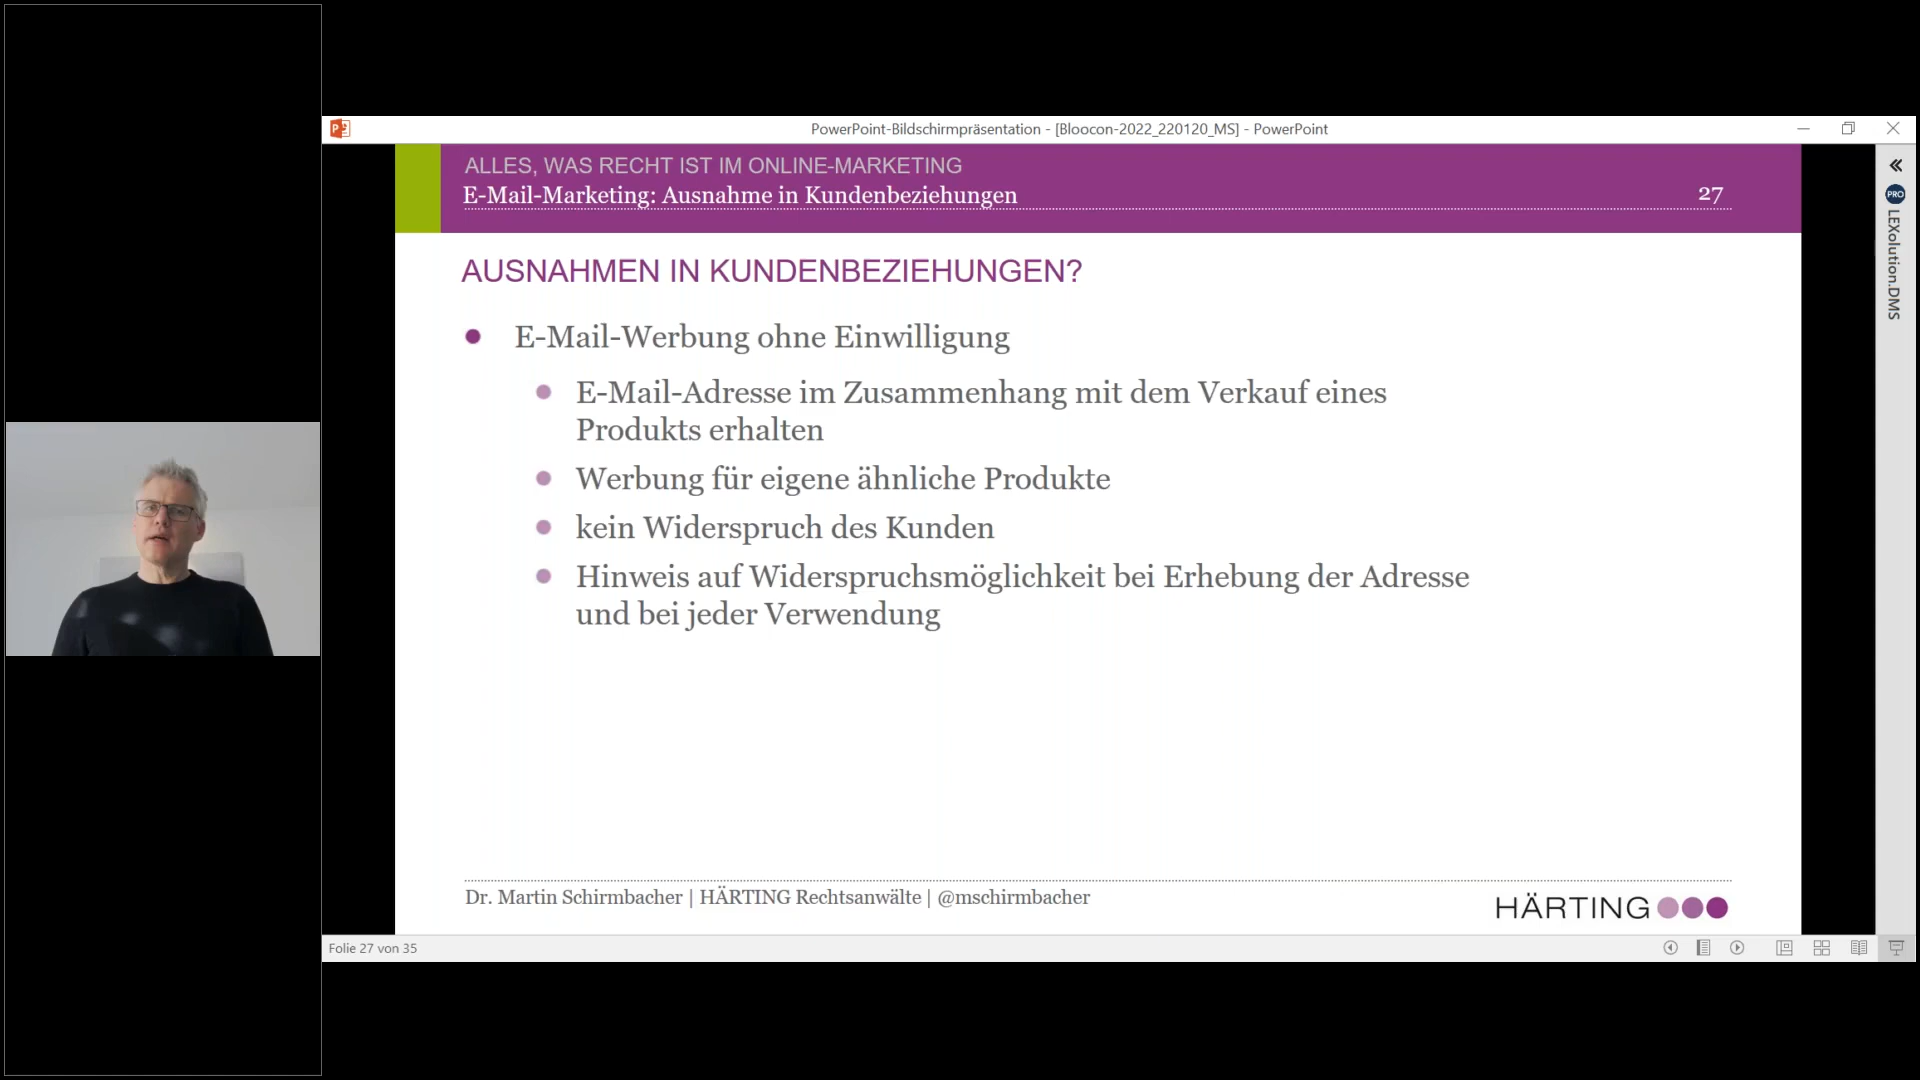 PowerPoint-Bildschirmpräsentation - [Bloocon-2022_220120_MS] - PowerPoint
ALLES, WAS RECHT IST IM ONLINE-MARKETING
E-Mail-Marketing: Ausnahme in Kundenbeziehungen
27
PRO
LEXolution.DMS
AUSNAHMEN IN KUNDENBEZIEHUNGEN?
E-Mail-Werbung ohne Einwilligung
E-Mail-Adresse im Zusammenhang mit dem Verkauf eines
Produkts erhalten
Werbung für eigene ähnliche Produkte
kein Widerspruch des Kunden
Hinweis auf Widerspruchsmöglichkeit bei Erhebung der Adresse
und bei jeder Verwendung
Dr. Martin Schirmbacher | HÄRTING Rechtsanwälte | @mschirmbacher
HÄRTING
Folie 27 von 35